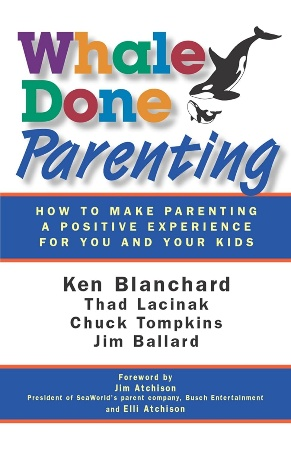 Whale
Done
Parenting
HOW TO MAKE PARENTING
A POSITIVE EXPERIENCE
FOR YOU AND YOUR KIDS
Ken Blanchard
Thad Lacinak
Chuck Tompkins
Jim Ballard
Foreword by
Jim Atchison
President of SeaWorld's parent company, Busch Entertainment
and Elli Atchison